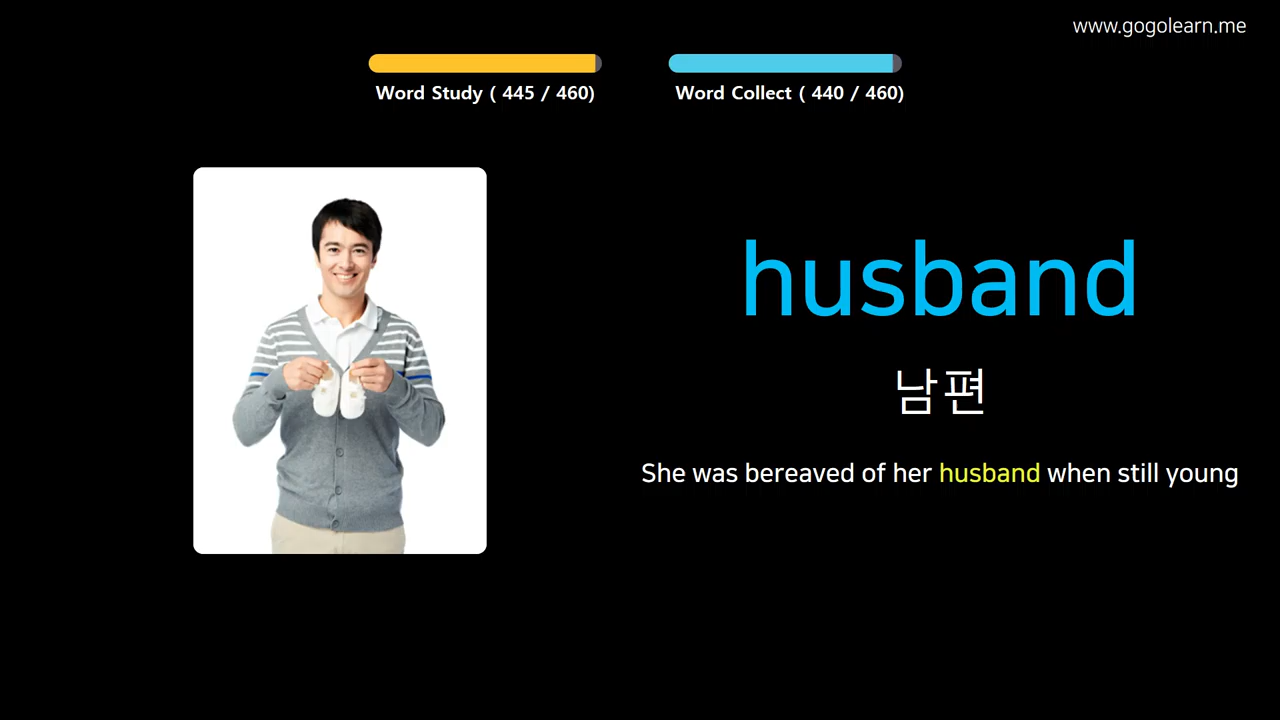 www.gogolearn.me
Word Study ( 445 / 460)
Word Collect ( 440 / 460)
husband
남편
She was bereaved of her husband when still young